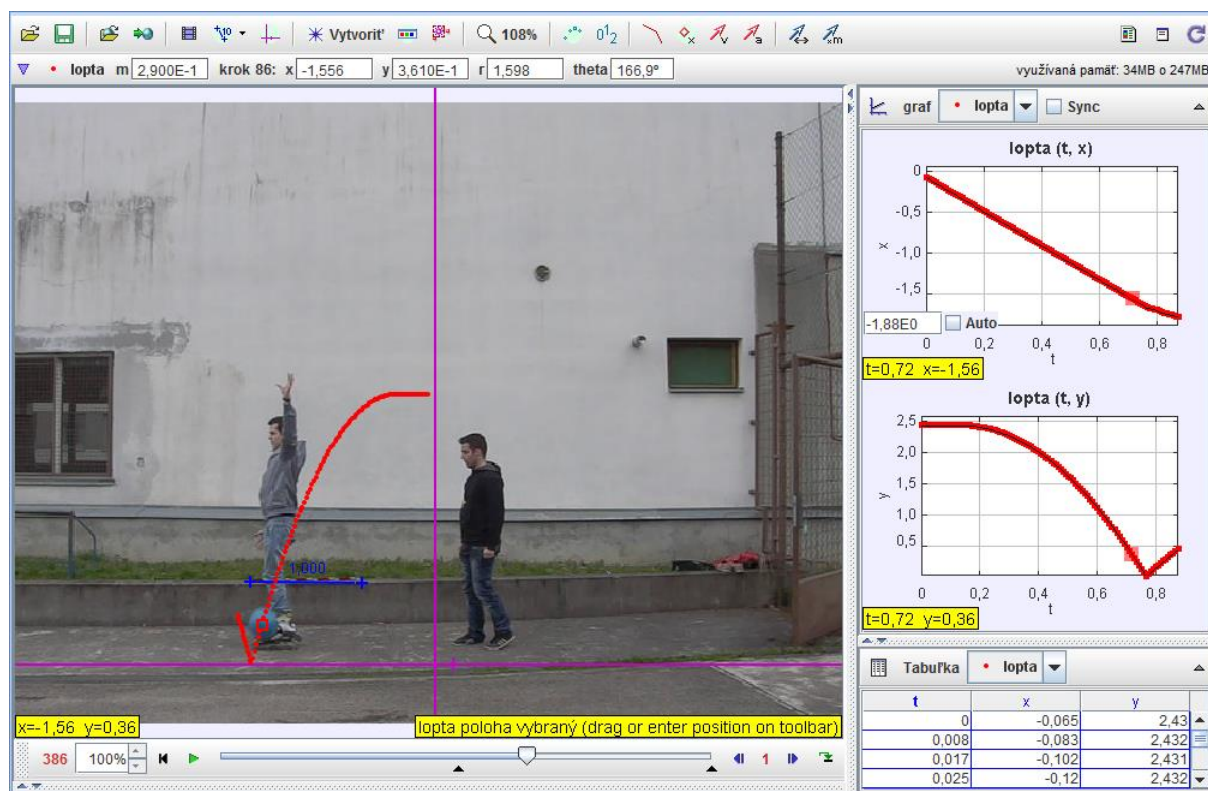 Vytvoriť 108%
lopta m 2,900E-1 krok 86: x -1,556 y 3,610E-1 r 1,598 theta 166,9º využívaná pamäť: 34MB o 247MB
1,000
x=-1,56 y=0,36
lopta poloha vybraný (drag or enter position on toolbar)
386 100% 1
graf lopta Sync
lopta (t, x)
0
-0,5
x
-1,0
-1,5
-1,88E0 Auto
0 0,2 0,4 0,6 0,8
t
t=0,72 x=-1,56
lopta (t, y)
2,5
2,0
y
1,5
1,0
0,5
0 0,2 0,4 0,6 0,8
t
t=0,72 y=0,36
Tabuľka lopta
t x y
0 -0,065 2,43
0,008 -0,083 2,432
0,017 -0,102 2,431
0,025 -0,12 2,432